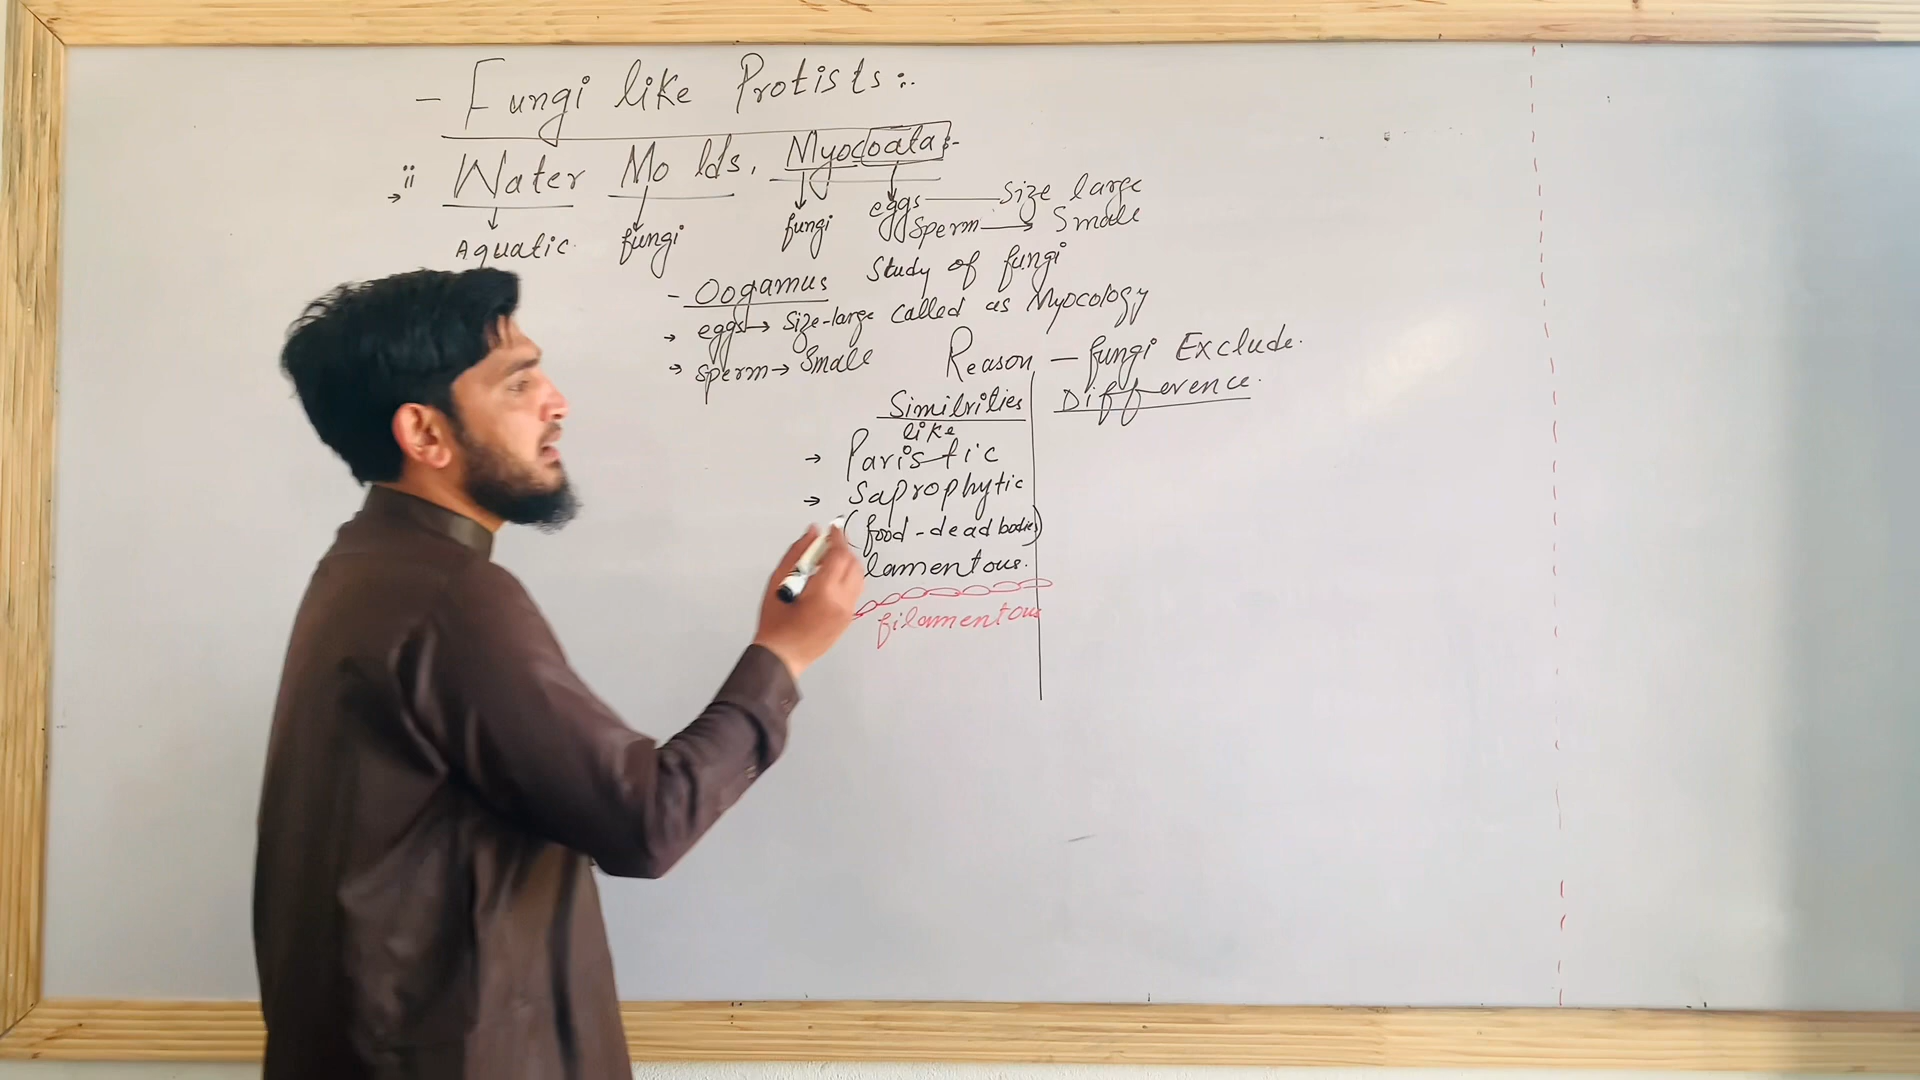 - Fungi like Protists:.
ii Water Molds, Myocoata:-
→
Aquatic. fungi fungi eggs — Size large
Sperm → Small
Study of fungi
Called as Myocology
- Oogamus
→ eggs → Size-large
→ Sperm → Small
Reason — fungi Exclude.
Similrities Difference.
like
→ Paristic
→ Saprophytic
(food-dead bodies)
lamentous.
filamentous